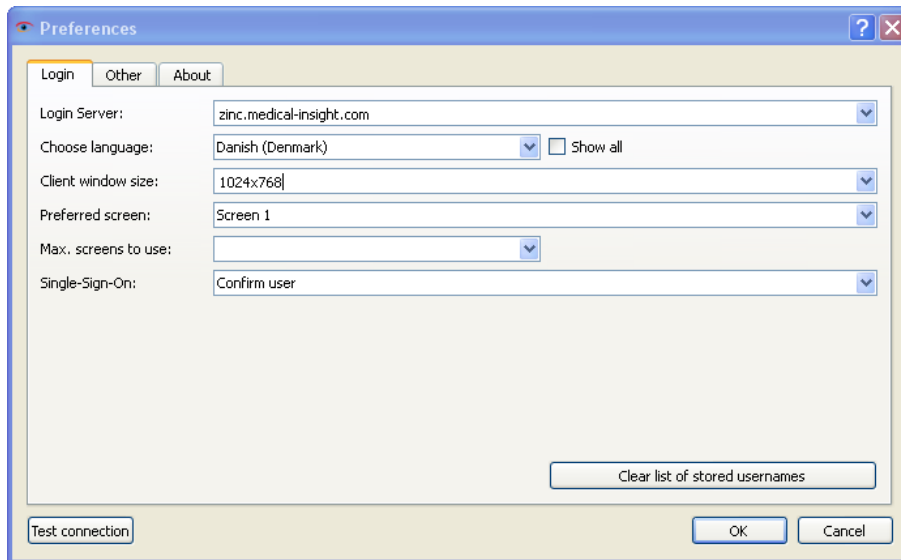 Preferences
Login Other About
Login Server: zinc.medical-insight.com
Choose language: Danish (Denmark) Show all
Client window size: 1024x768
Preferred screen: Screen 1
Max. screens to use:
Single-Sign-On: Confirm user
Clear list of stored usernames
Test connection OK Cancel